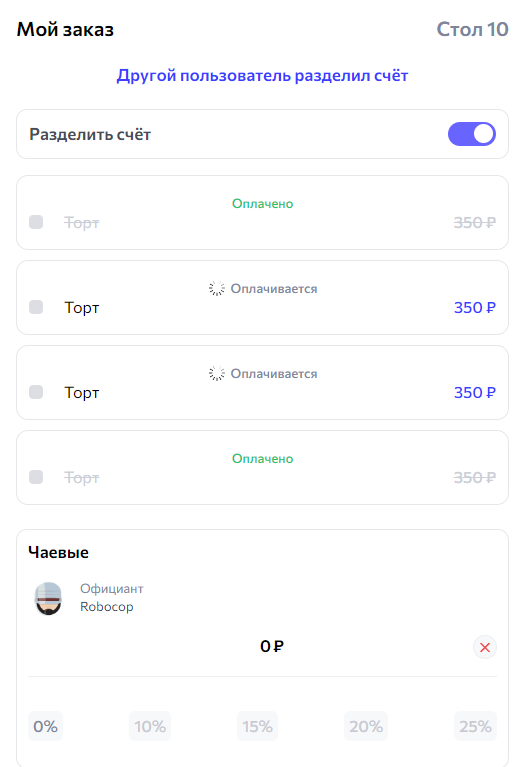 Мой заказ Стол 10
Другой пользователь разделил счёт
Разделить счёт
Оплачено
Торт 350 ₽
Оплачивается
Торт 350 ₽
Оплачивается
Торт 350 ₽
Оплачено
Торт 350 ₽
Чаевые
Официант
Robocop
0 ₽
0% 10% 15% 20% 25%